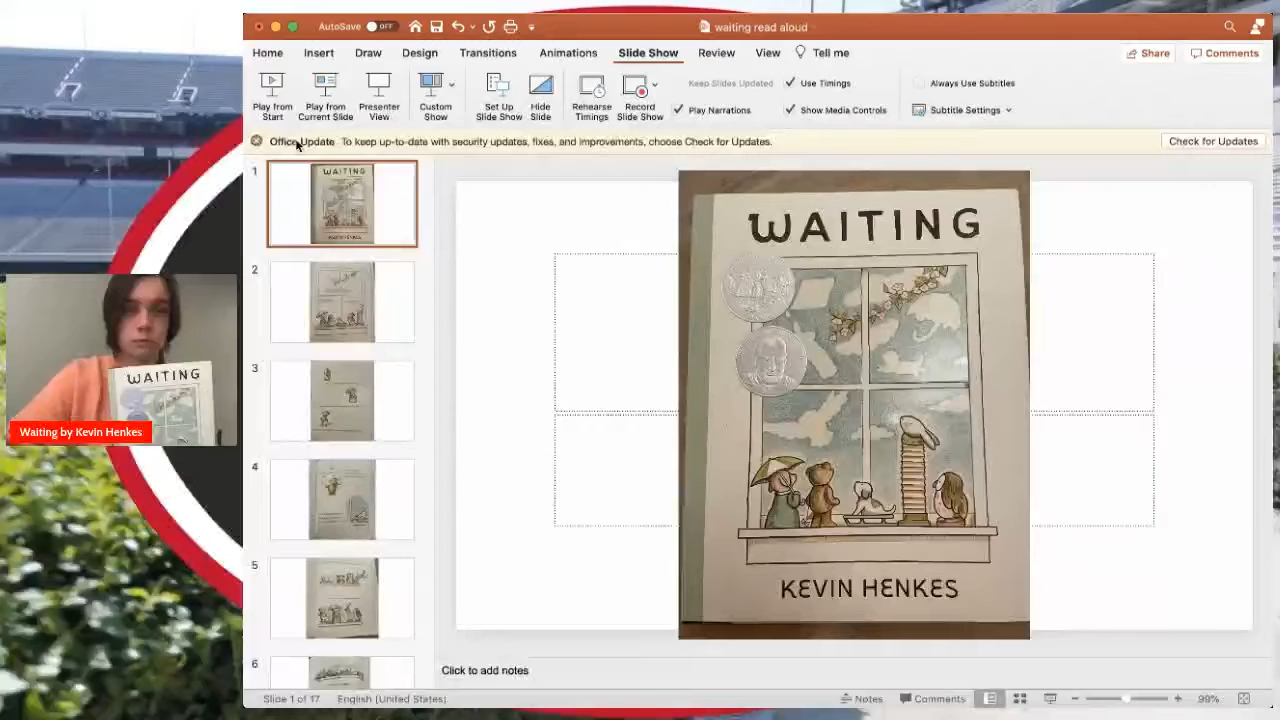 AutoSave OFF
waiting read aloud
Home Insert Draw Design Transitions Animations Slide Show Review View Tell me Share Comments
Play from Start
Play from Current Slide
Presenter View
Custom Show
Set Up Slide Show
Hide Slide
Rehearse Timings
Record Slide Show
Keep Slides Updated
Play Narrations
Use Timings
Show Media Controls
Always Use Subtitles
Subtitle Settings
Office Update To keep up-to-date with security updates, fixes, and improvements, choose Check for Updates. Check for Updates
1
WAITING
KEVIN HENKES
2
3
4
5
6
WAITING
KEVIN HENKES
WAITING
Waiting by Kevin Henkes
Click to add notes
Slide 1 of 17 English (United States) Notes Comments 99%